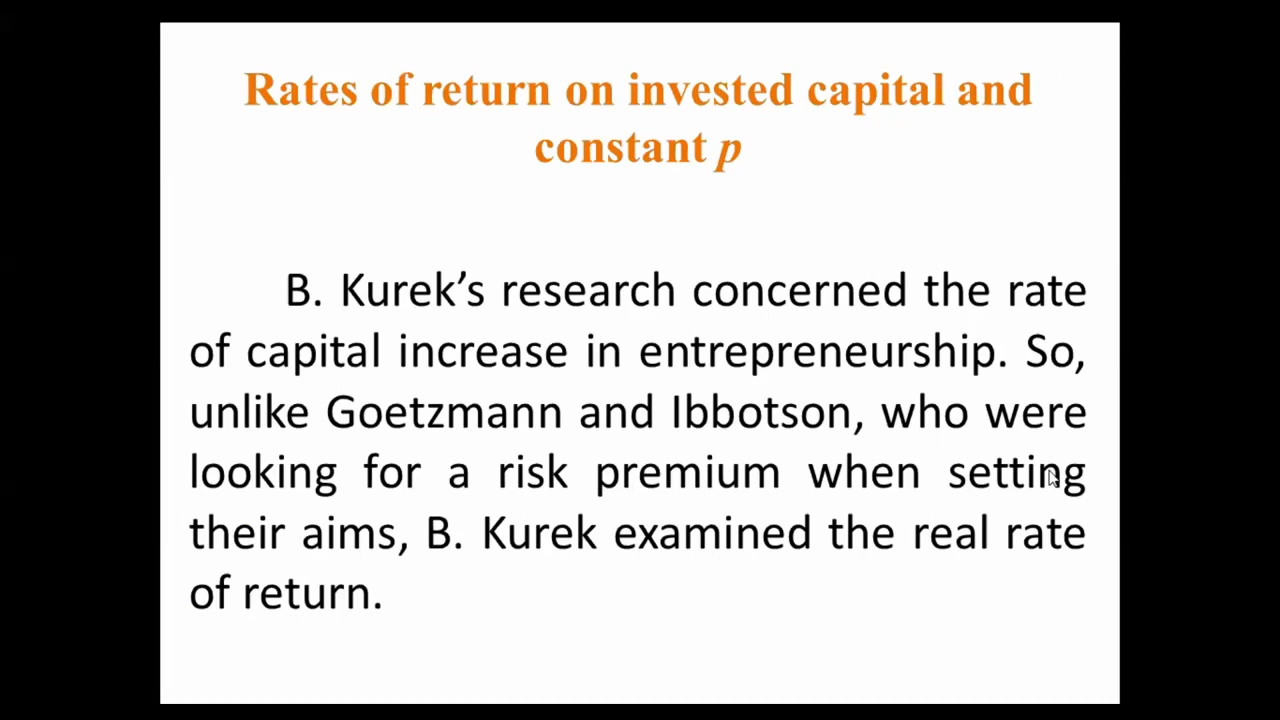 Rates of return on invested capital and
constant p
B. Kurek’s research concerned the rate
of capital increase in entrepreneurship. So,
unlike Goetzmann and Ibbotson, who were
looking for a risk premium when setting
their aims, B. Kurek examined the real rate
of return.